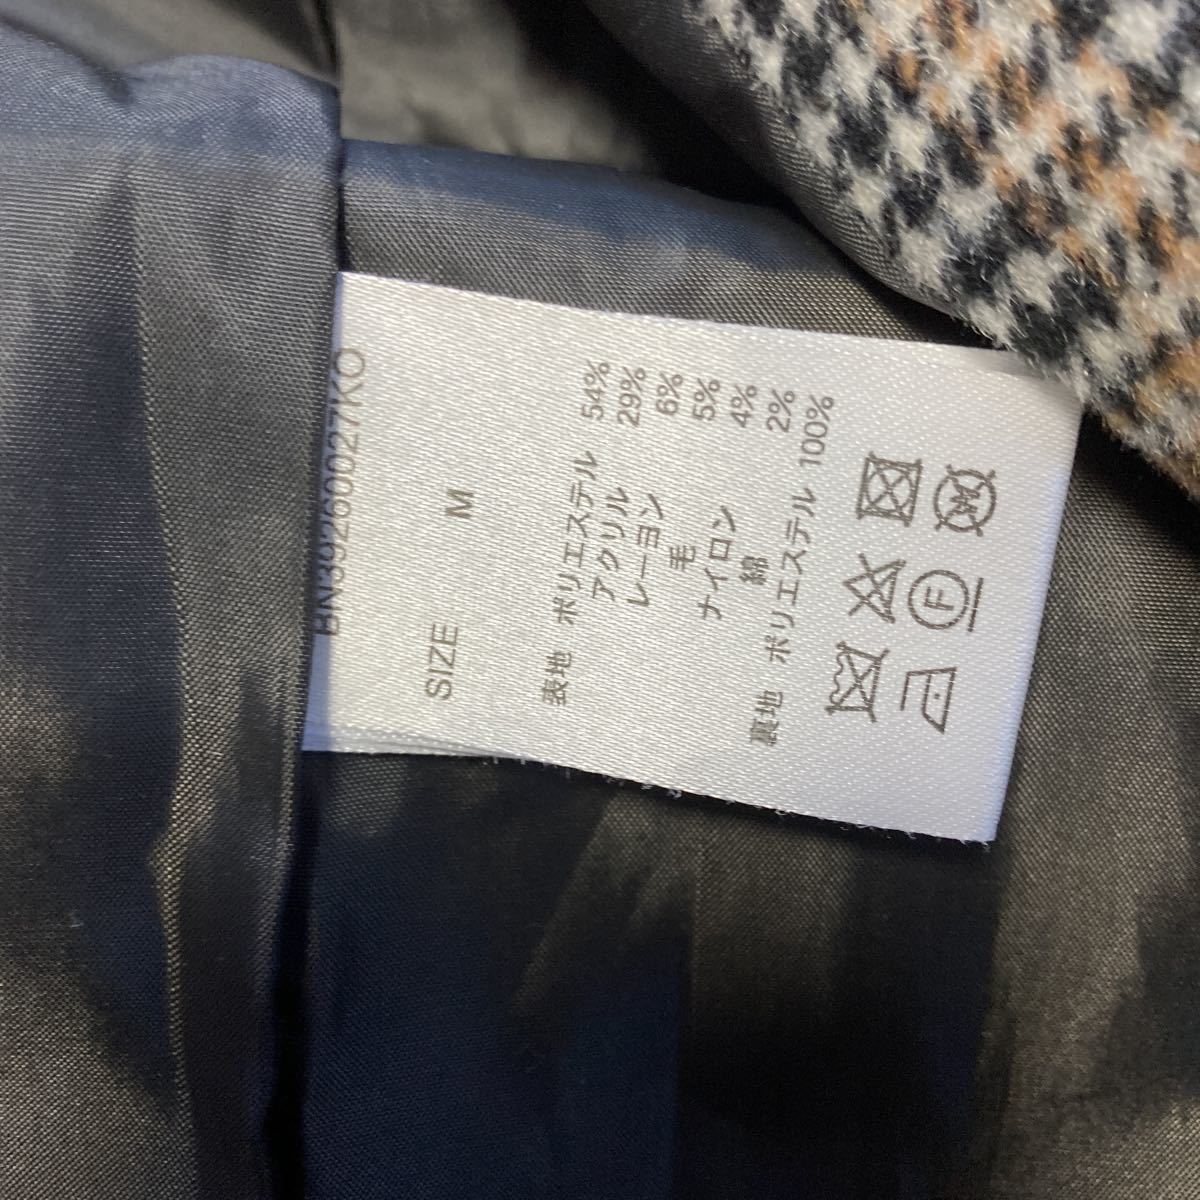 BN39260027KO
SIZE M
表地 ポリエステル 54%
アクリル 29%
レーヨン 6%
毛 5%
ナイロン 4%
綿 2%
裏地 ポリエステル 100%
W
F